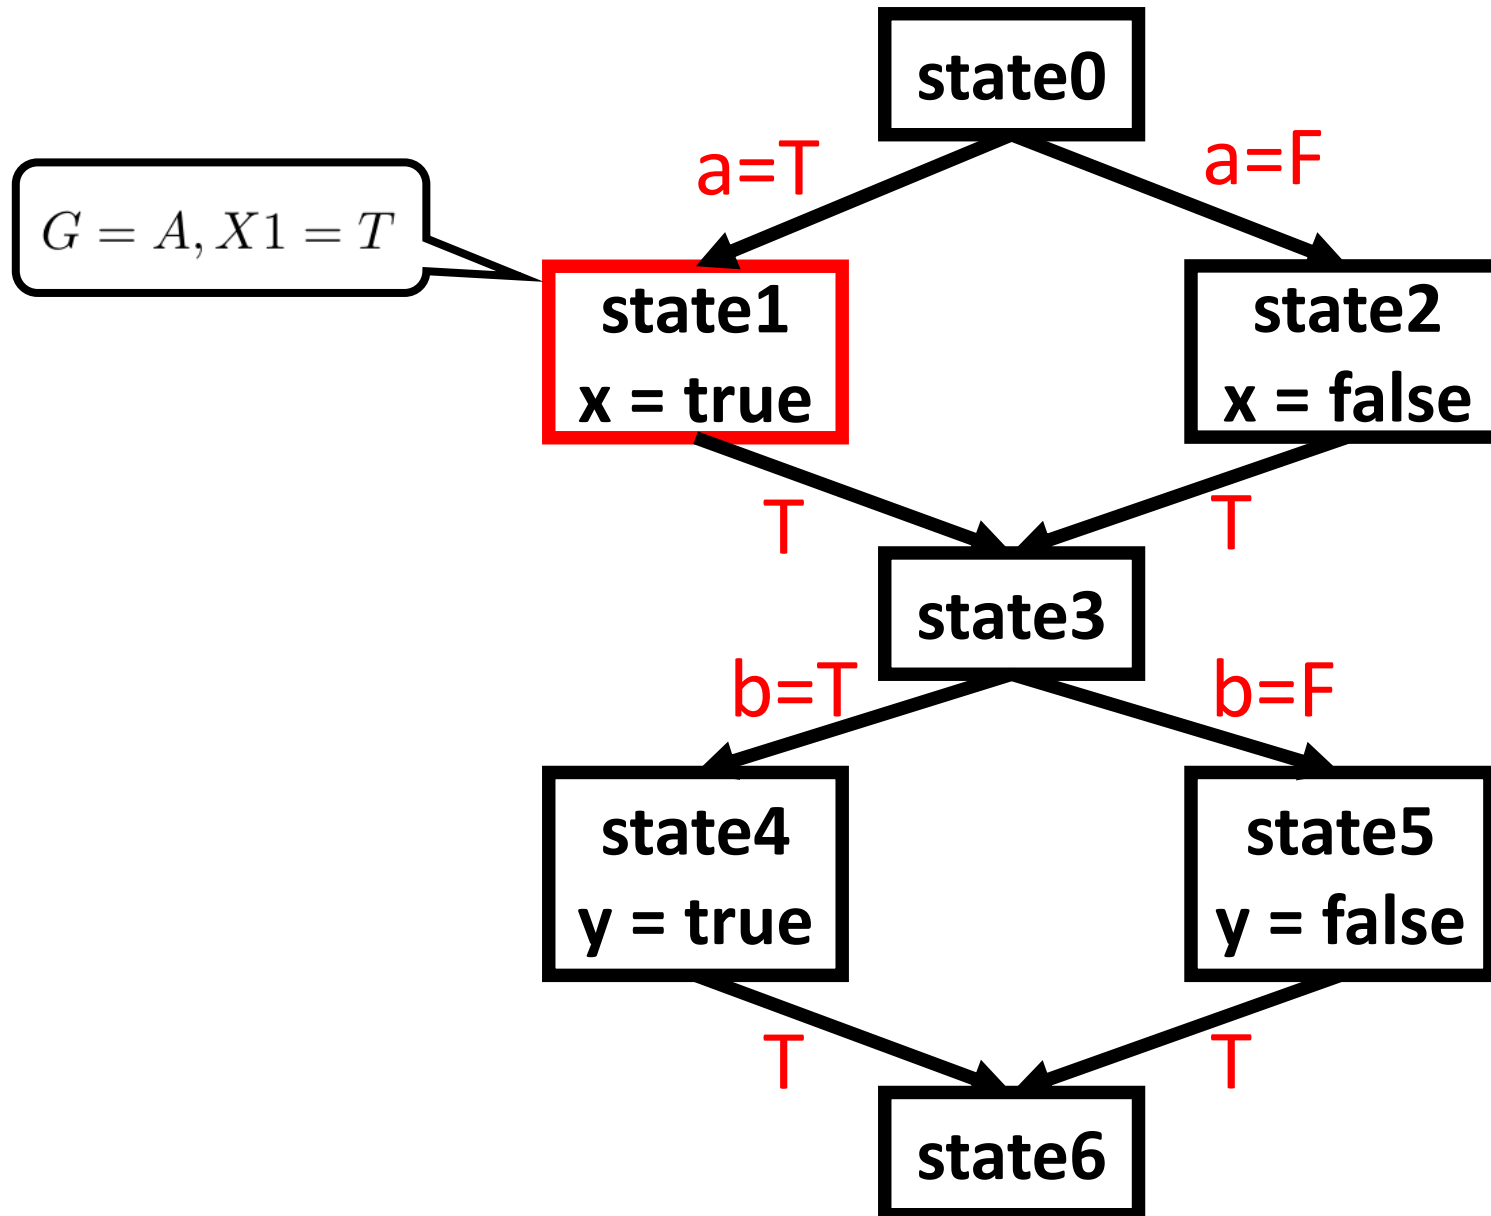 state0
a=T
a=F
G = A, X1 = T
state1
x = true
state2
x = false
T
T
state3
b=T
b=F
state4
y = true
state5
y = false
T
T
state6